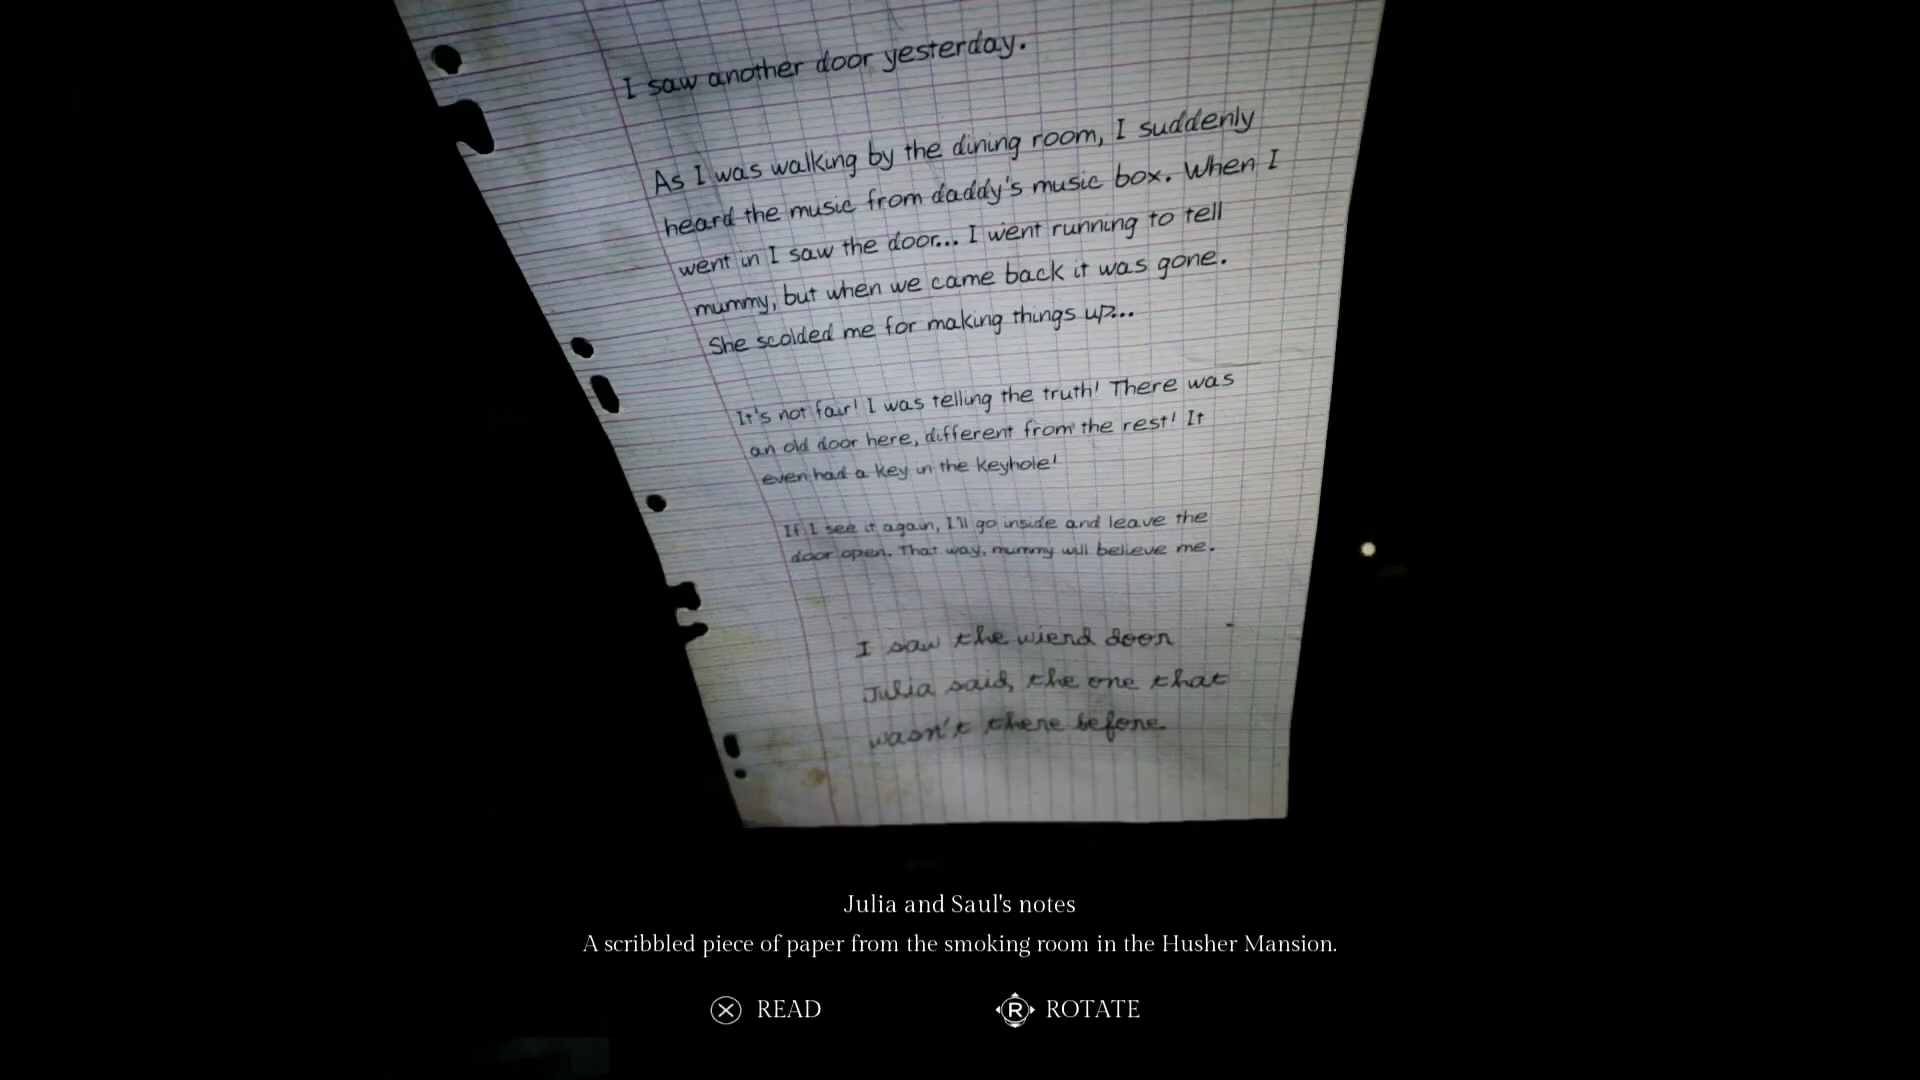 I saw another door yesterday.
As I was walking by the dining room, I suddenly
heard the music from daddy's music box. When I
went in I saw the door... I went running to tell
mummy, but when we came back it was gone.
She scolded me for making things up...
It's not fair! I was telling the truth! There was
an old door here, different from the rest! It
even had a key in the keyhole!
If I see it again, I'll go inside and leave the
door open. That way, mummy will believe me.
I saw the wierd door
Julia said, the one that
wasn't there before
Julia and Saul's notes
A scribbled piece of paper from the smoking room in the Husher Mansion.
READ
R ROTATE